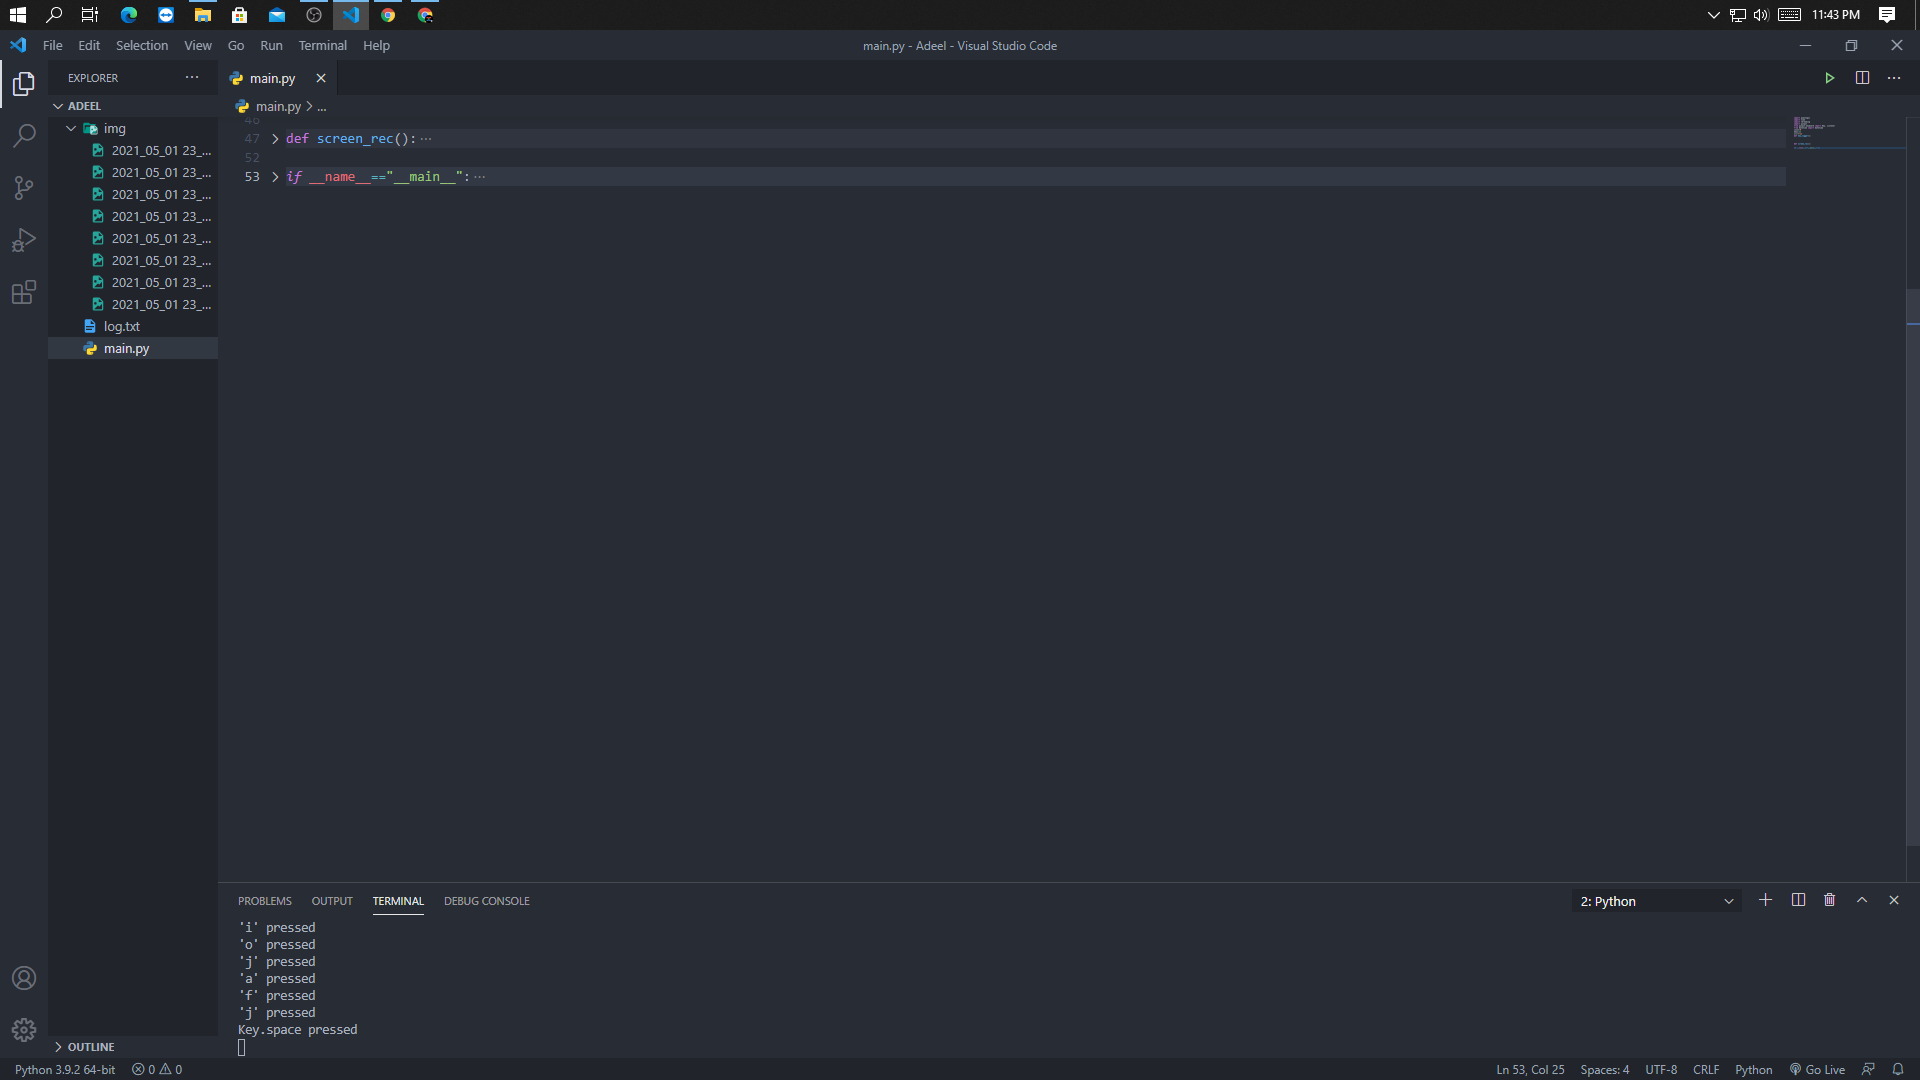 11:43 PM
File Edit Selection View Go Run Terminal Help
main.py - Adeel - Visual Studio Code
EXPLORER
main.py
ADEEL
main.py > ...
img
2021_05_01 23_...
2021_05_01 23_...
2021_05_01 23_...
2021_05_01 23_...
2021_05_01 23_...
2021_05_01 23_...
2021_05_01 23_...
2021_05_01 23_...
log.txt
main.py
46
47 def screen_rec(): ...
52
53 if __name__=="__main__": ...
PROBLEMS OUTPUT TERMINAL DEBUG CONSOLE
2: Python
'i' pressed
'o' pressed
'j' pressed
'a' pressed
'f' pressed
'j' pressed
Key.space pressed
OUTLINE
Python 3.9.2 64-bit 0 0
Ln 53, Col 25 Spaces: 4 UTF-8 CRLF Python Go Live